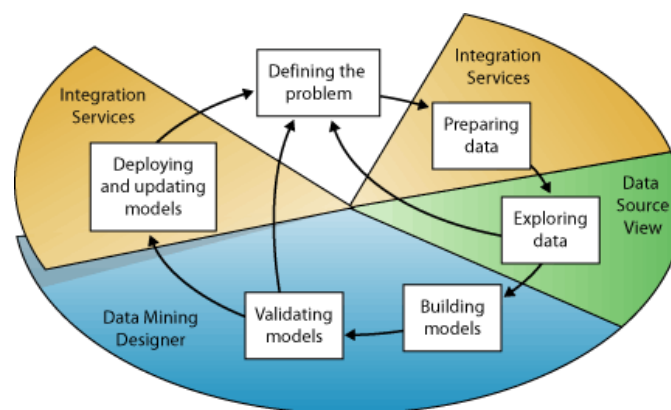 Defining the
problem
Integration
Services
Preparing
data
Data
Source
View
Exploring
data
Building
models
Validating
models
Data Mining
Designer
Deploying
and updating
models
Integration
Services